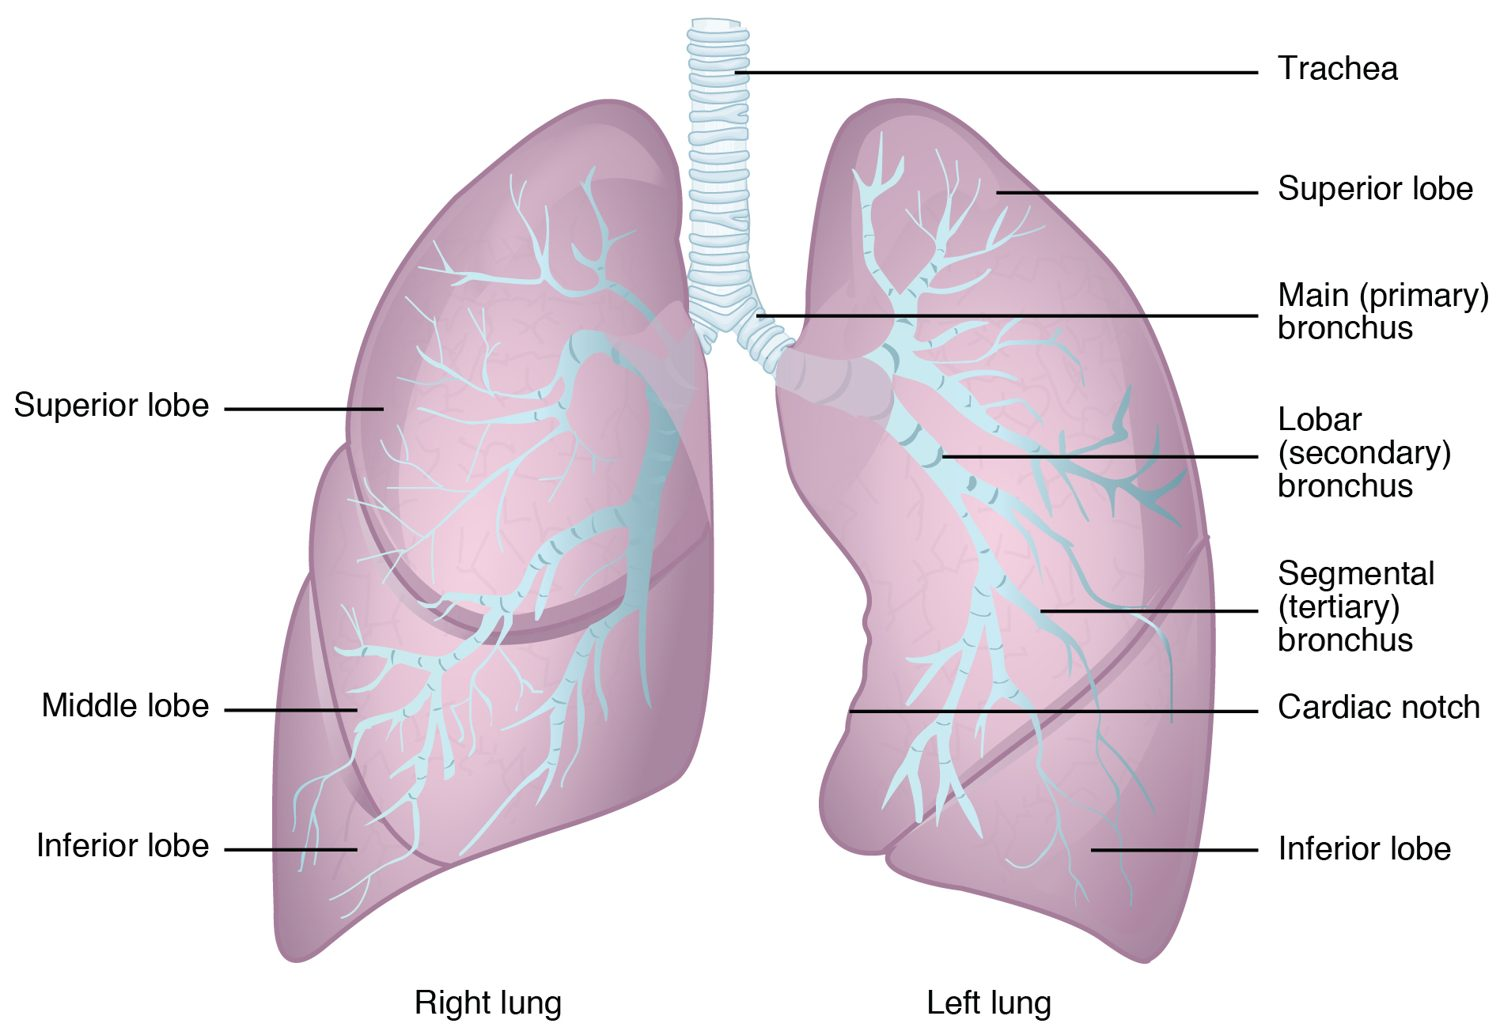 Trachea
Superior lobe
Main (primary)
bronchus
Superior lobe
Lobar
(secondary)
bronchus
Segmental
(tertiary)
bronchus
Middle lobe
Cardiac notch
Inferior lobe
Inferior lobe
Right lung
Left lung